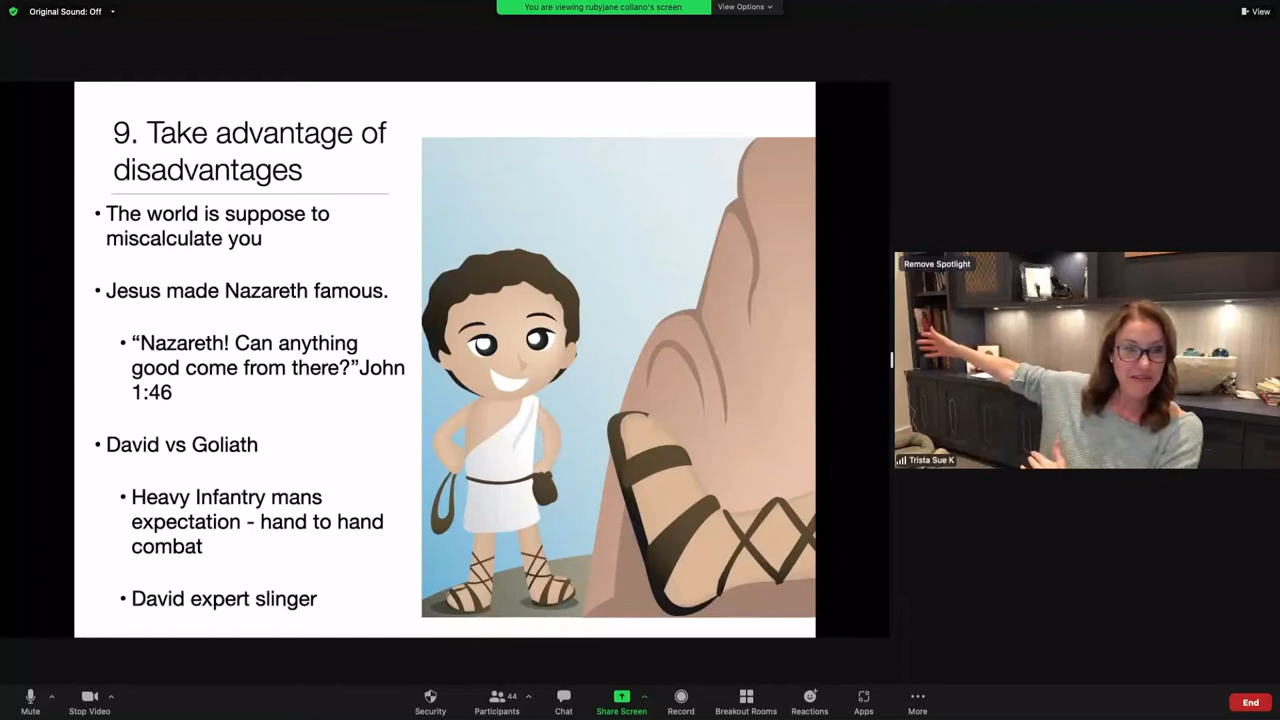 Original Sound: Off
You are viewing rubyjane collano's screen
View Options
View
9. Take advantage of
disadvantages
• The world is suppose to
miscalculate you
• Jesus made Nazareth famous.
• “Nazareth! Can anything
good come from there?”John
1:46
• David vs Goliath
• Heavy Infantry mans
expectation - hand to hand
combat
• David expert slinger
Remove Spotlight
Trista Sue K
Mute
Stop Video
Security
Participants
44
Chat
Share Screen
Record
Breakout Rooms
Reactions
Apps
More
End